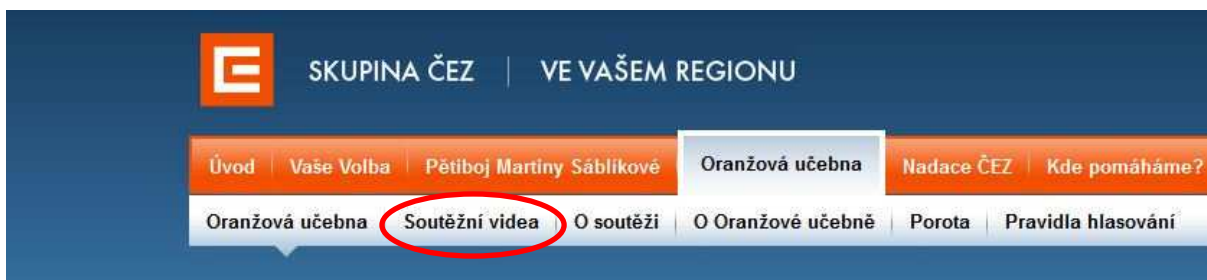 SKUPINA ČEZ | VE VAŠEM REGIONU
Úvod Vaše Volba Pětiboj Martiny Sáblíkové Oranžová učebna Nadace ČEZ Kde pomáháme?
Oranžová učebna Soutěžní videa O soutěži O Oranžové učebně Porota Pravidla hlasování